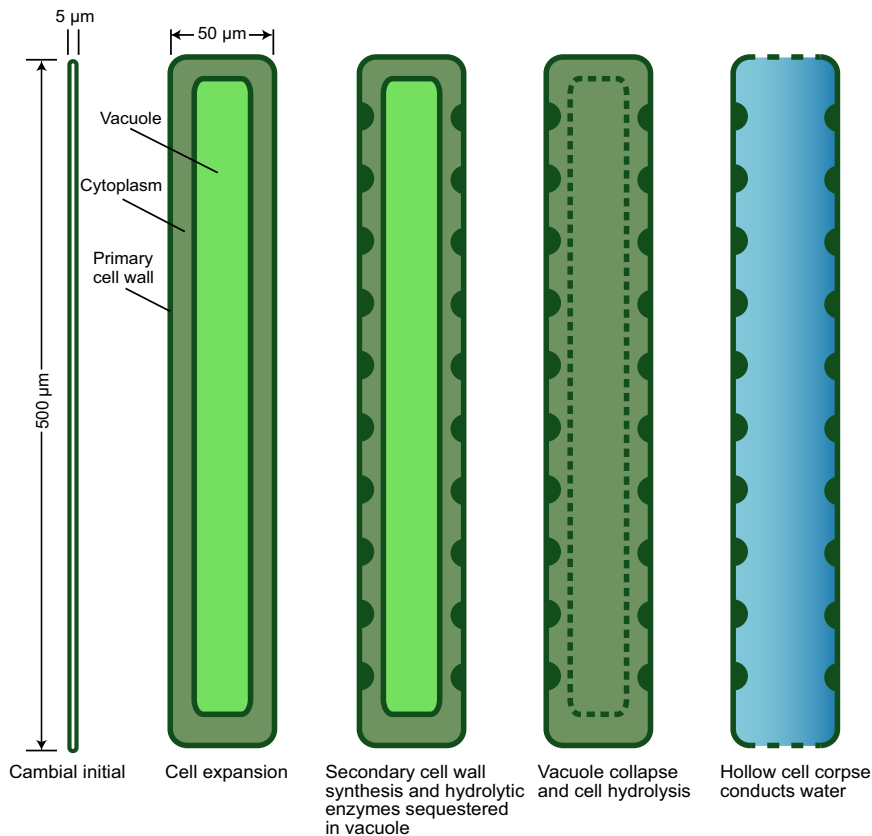 5 µm
50 µm
Vacuole
Cytoplasm
Primary
cell wall
500 µm
Cambial initial
Cell expansion
Secondary cell wall
synthesis and hydrolytic
enzymes sequestered
in vacuole
Vacuole collapse
and cell hydrolysis
Hollow cell corpse
conducts water